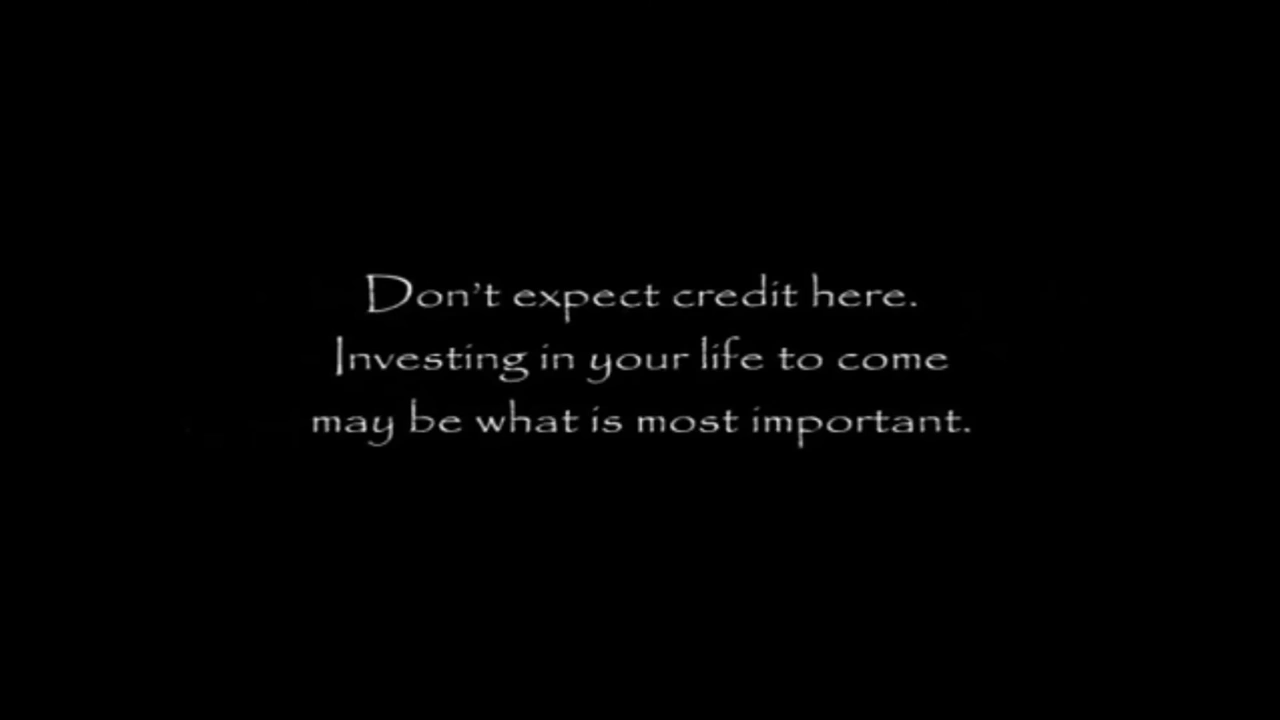 Don't expect credit here.
Investing in your life to come
may be what is most important.